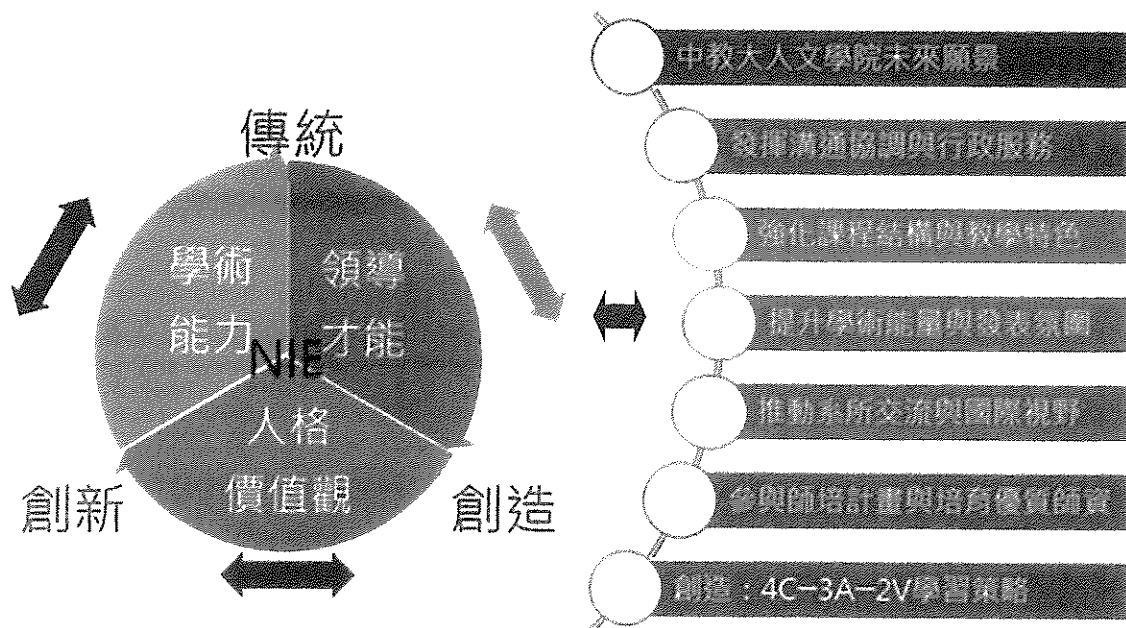 傳統
學術
能力
領導
才能
NIE
人格
價值觀
創新
創造
中教大人文學院未來願景
發揮溝通協調與行政服務
強化課程結構與教學特色
提升學術能量與發表氛圍
推動系所交流與國際視野
參與師培計畫與培育優質師資
創造：4C-3A-2V學習策略